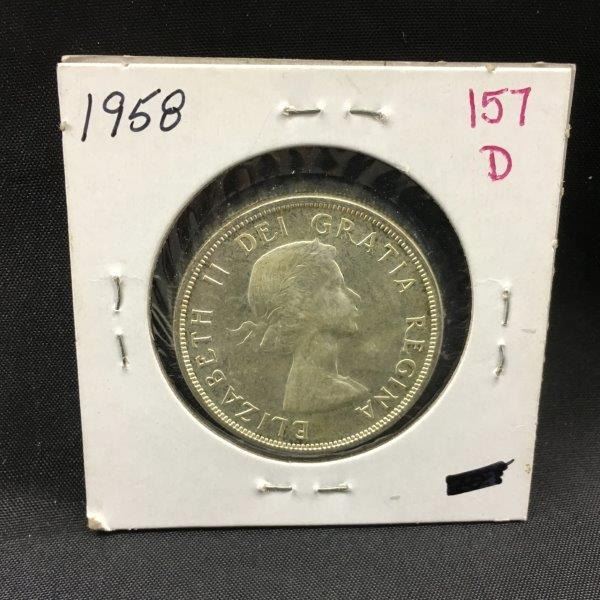 1958
157
D
ELIZABETH II DEI GRATIA REGINA